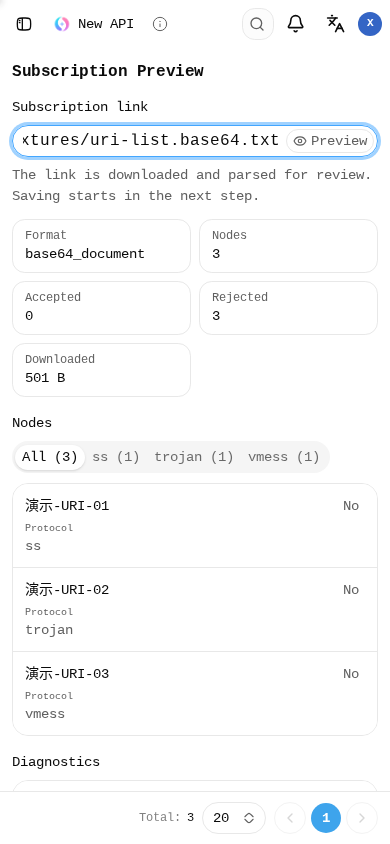 New API
X
Subscription Preview
Subscription link
xtures/uri-list.base64.txt
Preview
The link is downloaded and parsed for review.
Saving starts in the next step.
Format
base64_document
Nodes
3
Accepted
0
Rejected
3
Downloaded
501 B
Nodes
All (3) ss (1) trojan (1) vmess (1)
演示-URI-01 No
Protocol
ss
演示-URI-02 No
Protocol
trojan
演示-URI-03 No
Protocol
vmess
Diagnostics
Total: 3 20 1